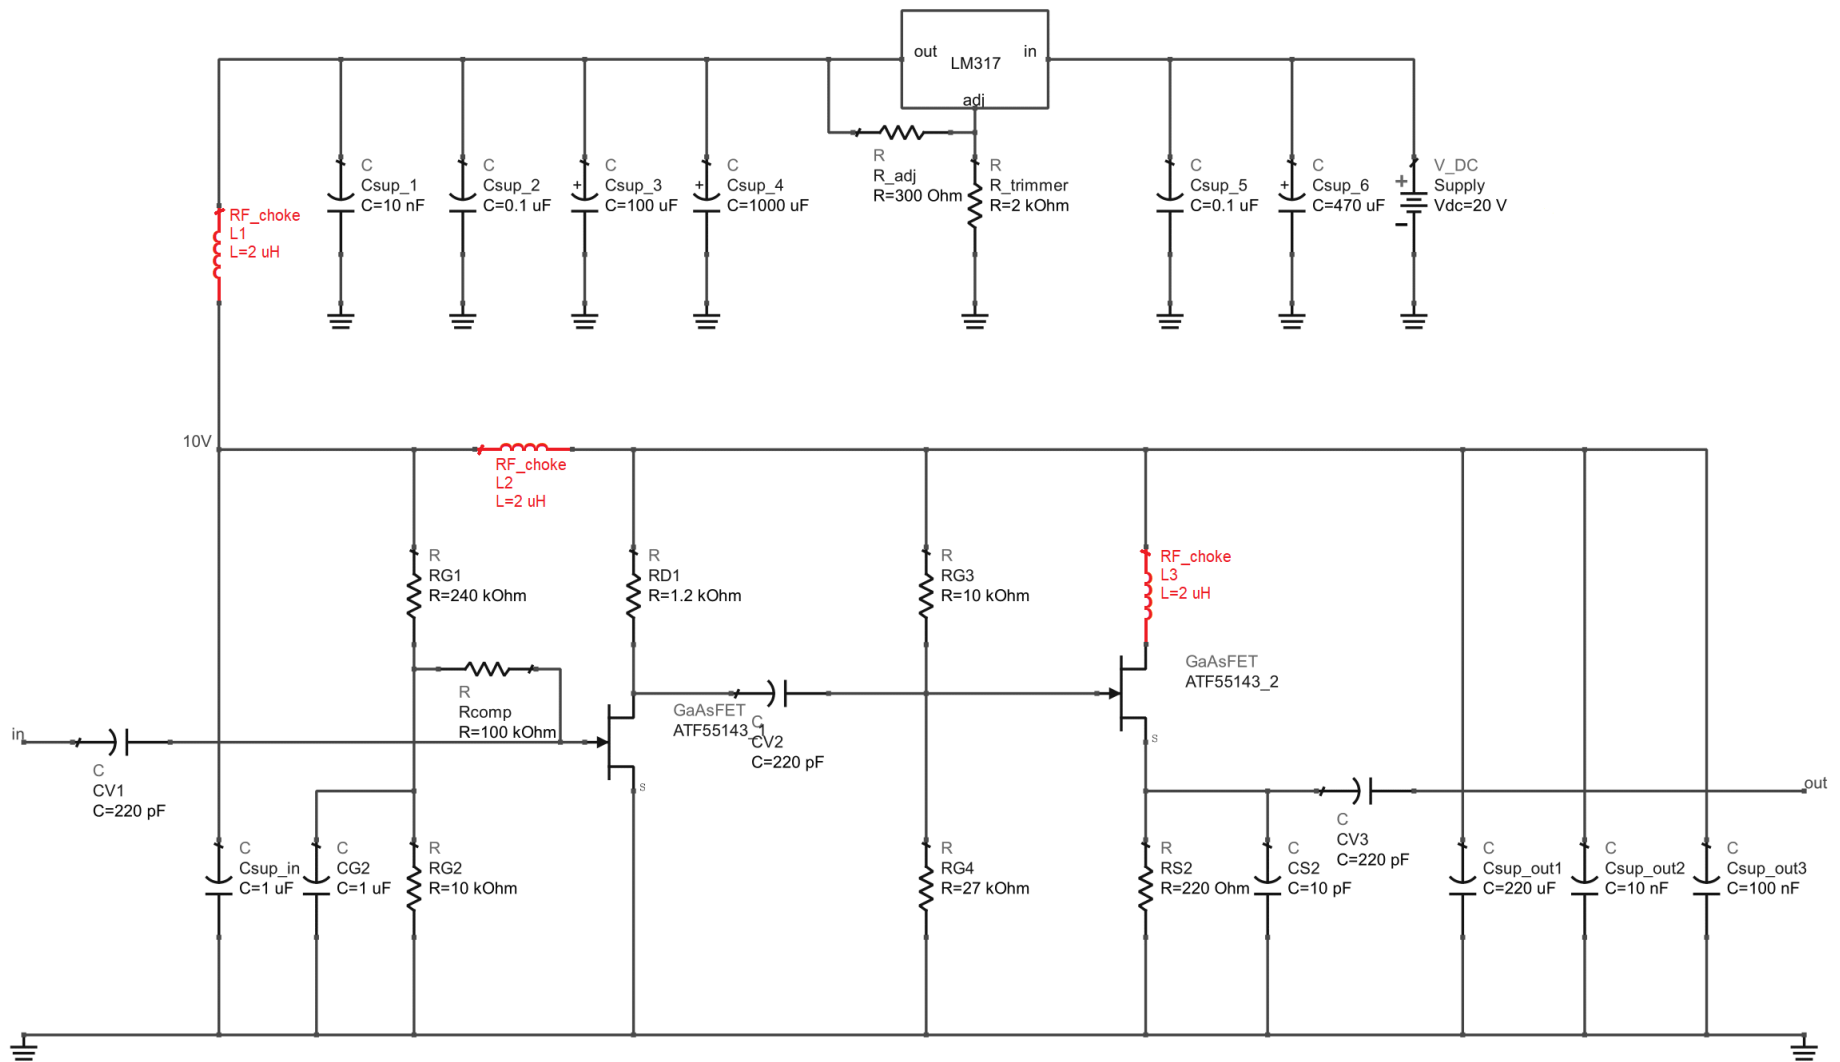 out
in
LM317
adj
C
Csup_1
C=10 nF
C
Csup_2
C=0.1 uF
+
C
Csup_3
C=100 uF
+
C
Csup_4
C=1000 uF
R
R_adj
R=300 Ohm
R
R_trimmer
R=2 kOhm
C
Csup_5
C=0.1 uF
+
C
Csup_6
C=470 uF
+
V_DC
Supply
Vdc=20 V
RF_choke
L1
L=2 uH
10V
RF_choke
L2
L=2 uH
R
RG1
R=240 kOhm
R
RD1
R=1.2 kOhm
R
RG3
R=10 kOhm
RF_choke
L3
L=2 uH
GaAsFET
ATF55143_2
R
Rcomp
R=100 kOhm
GaAsFET
ATF55143_1
C
CV2
C=220 pF
in
C
CV1
C=220 pF
S
S
out
C
Csup_in
C=1 uF
C
CG2
C=1 uF
R
RG2
R=10 kOhm
R
RG4
R=27 kOhm
R
RS2
R=220 Ohm
C
CS2
C=10 pF
C
CV3
C=220 pF
C
Csup_out1
C=220 uF
C
Csup_out2
C=10 nF
C
Csup_out3
C=100 nF